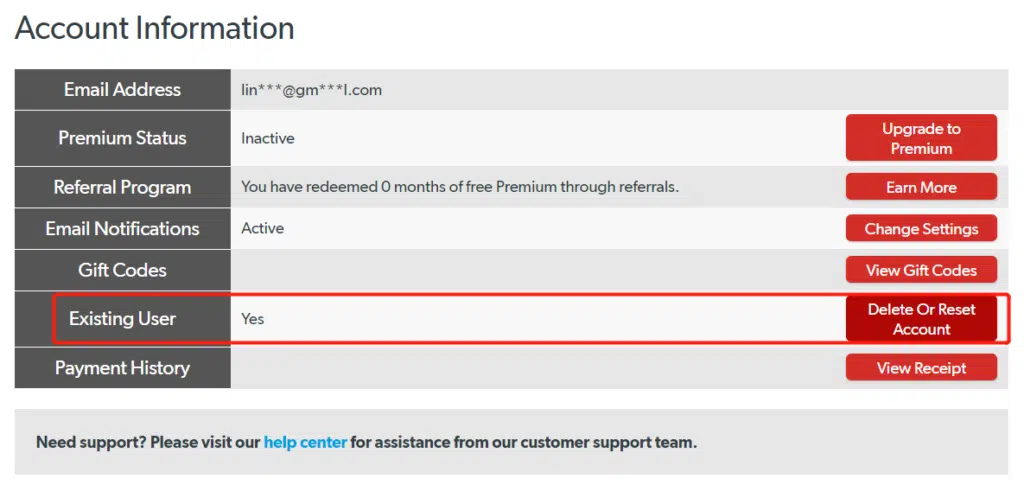 Account Information
Email Address lin***@gm***l.com
Premium Status Inactive Upgrade to
Premium
Referral Program You have redeemed 0 months of free Premium through referrals. Earn More
Email Notifications Active Change Settings
Gift Codes View Gift Codes
Existing User Yes Delete Or Reset
Account
Payment History View Receipt
Need support? Please visit our help center for assistance from our customer support team.